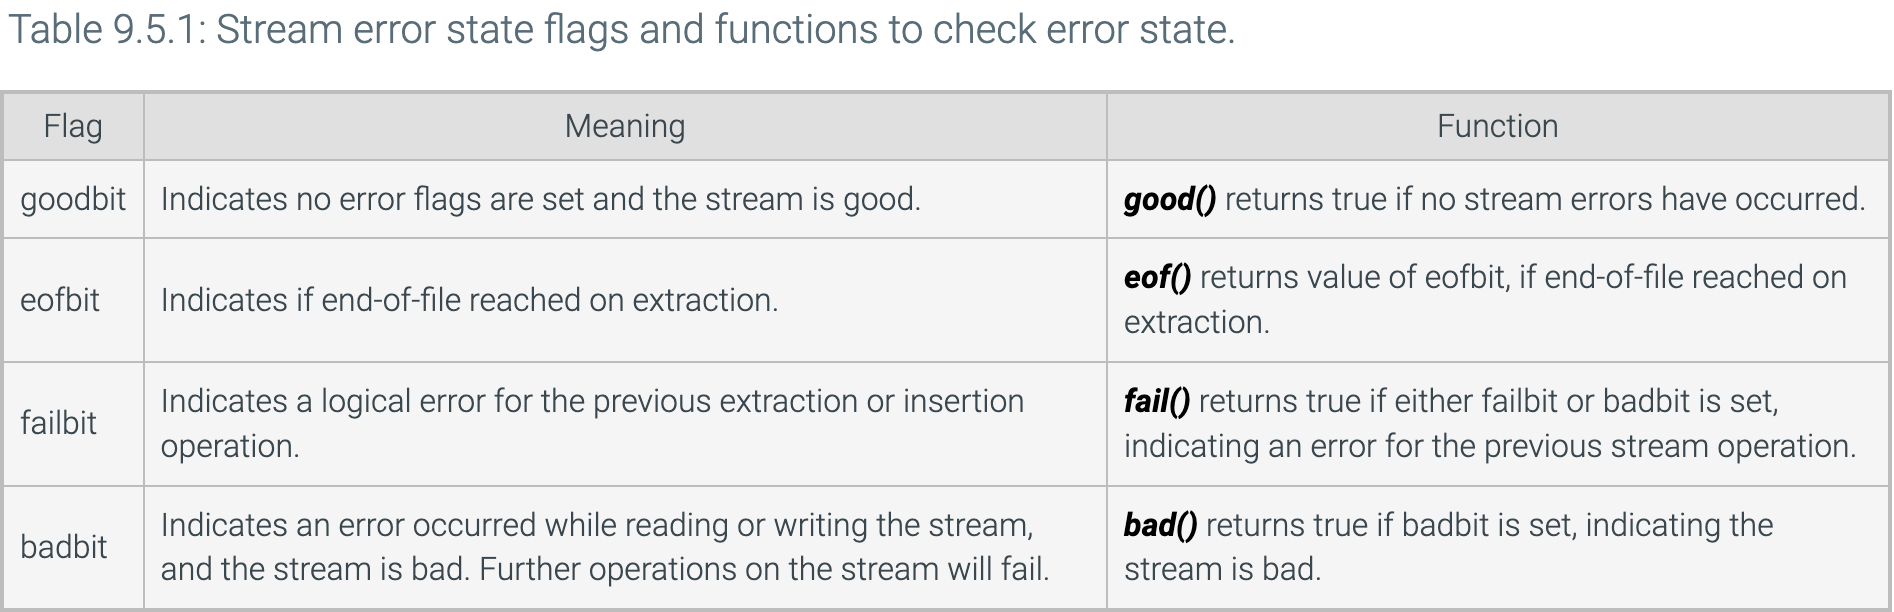 Table 9.5.1: Stream error state flags and functions to check error state.
Flag Meaning Function
goodbit Indicates no error flags are set and the stream is good. good() returns true if no stream errors have occurred.
eofbit Indicates if end-of-file reached on extraction. eof() returns value of eofbit, if end-of-file reached on
extraction.
failbit Indicates a logical error for the previous extraction or insertion
operation. fail() returns true if either failbit or badbit is set,
indicating an error for the previous stream operation.
badbit Indicates an error occurred while reading or writing the stream,
and the stream is bad. Further operations on the stream will fail. bad() returns true if badbit is set, indicating the
stream is bad.